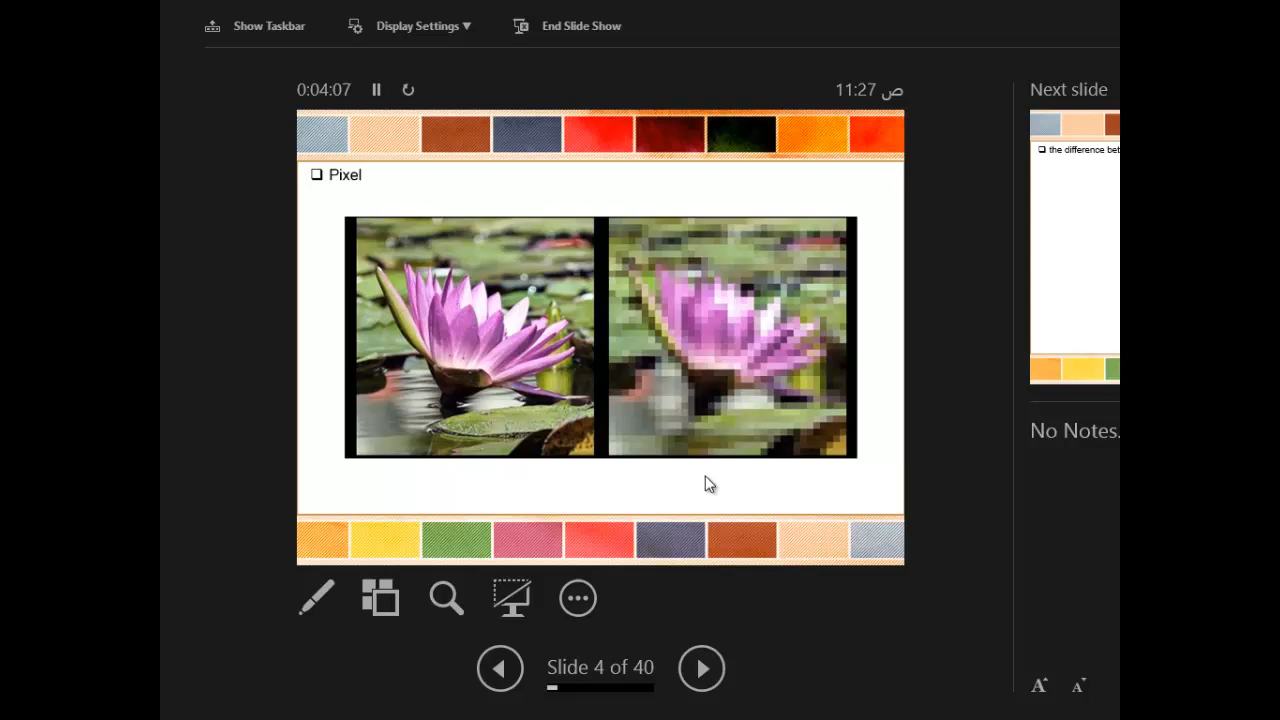 Show Taskbar
Display Settings ▼
End Slide Show
0:04:07
11:27 ص
Next slide
❑ Pixel
❑ the difference bet
No Notes.
Slide 4 of 40
A
A